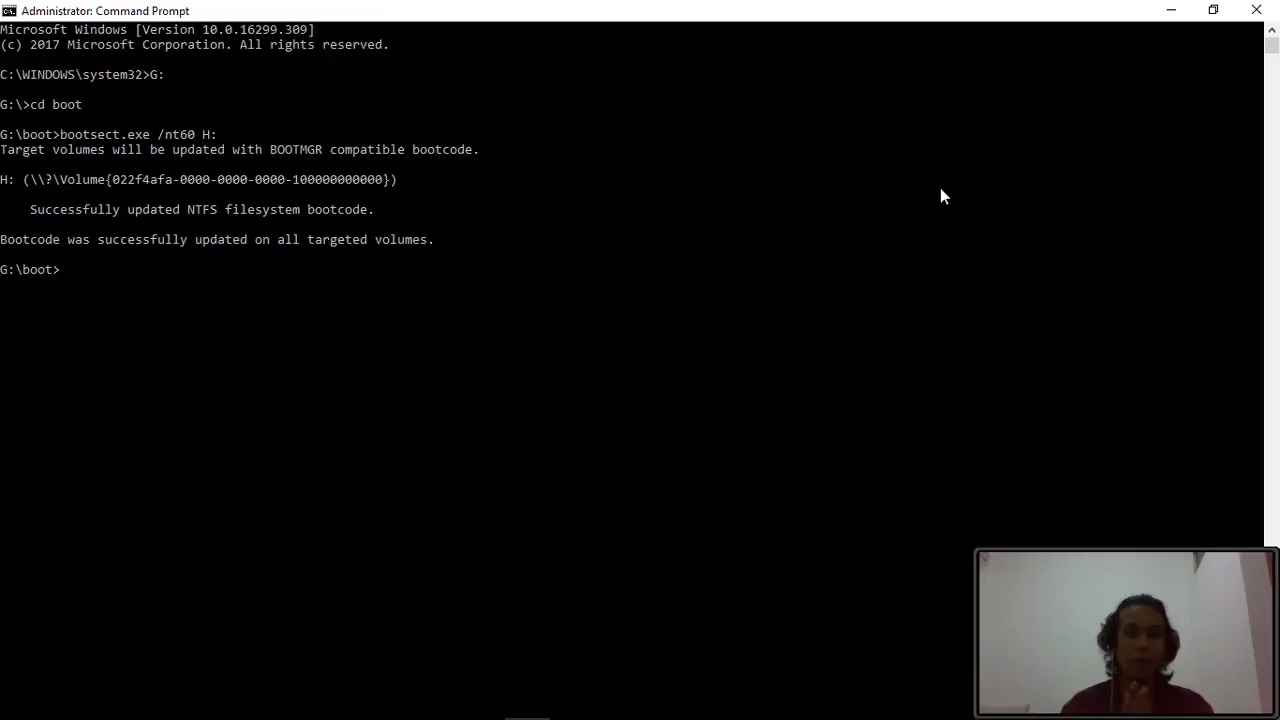 Administrator: Command Prompt
Microsoft Windows [Version 10.0.16299.309]
(c) 2017 Microsoft Corporation. All rights reserved.
C:\WINDOWS\system32>G:
G:\>cd boot
G:\boot>bootsect.exe /nt60 H:
Target volumes will be updated with BOOTMGR compatible bootcode.
H: (\\?\Volume{022f4afa-0000-0000-0000-100000000000})
Successfully updated NTFS filesystem bootcode.
Bootcode was successfully updated on all targeted volumes.
G:\boot>